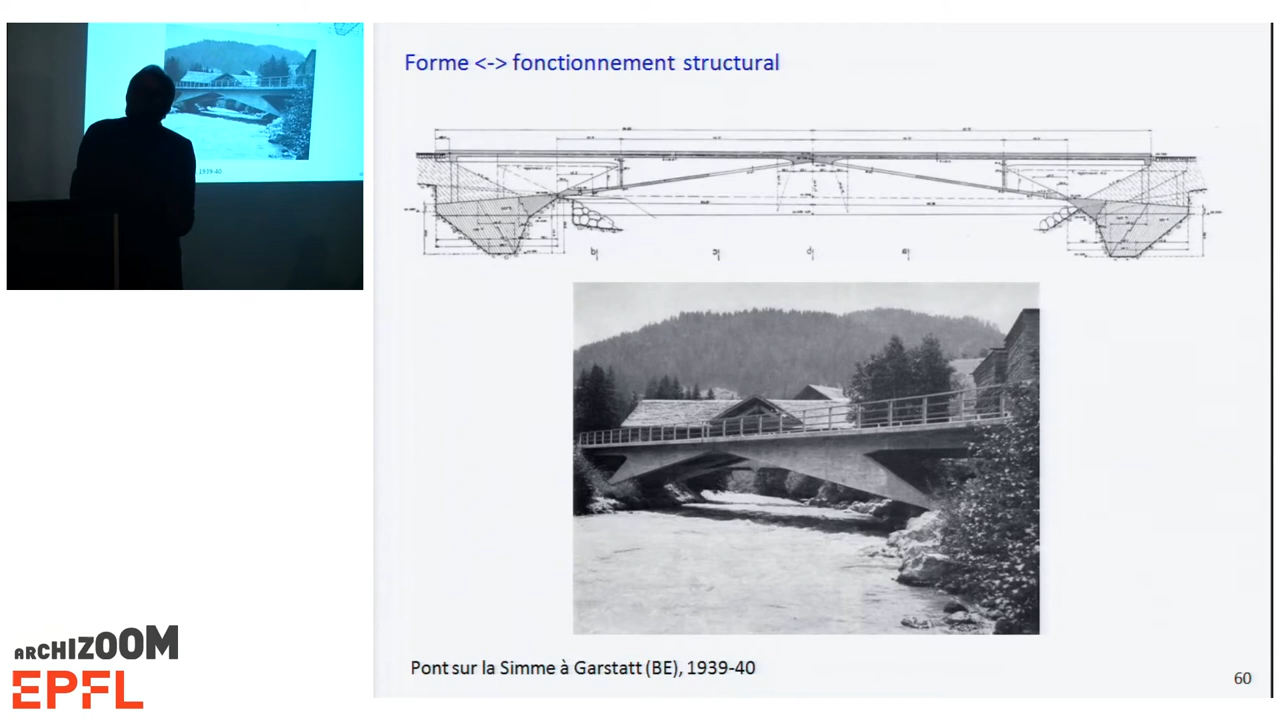 Forme <-> fonctionnement structural
Pont sur la Simme à Garstatt (BE), 1939-40
60
ARCHIZOOM
EPFL